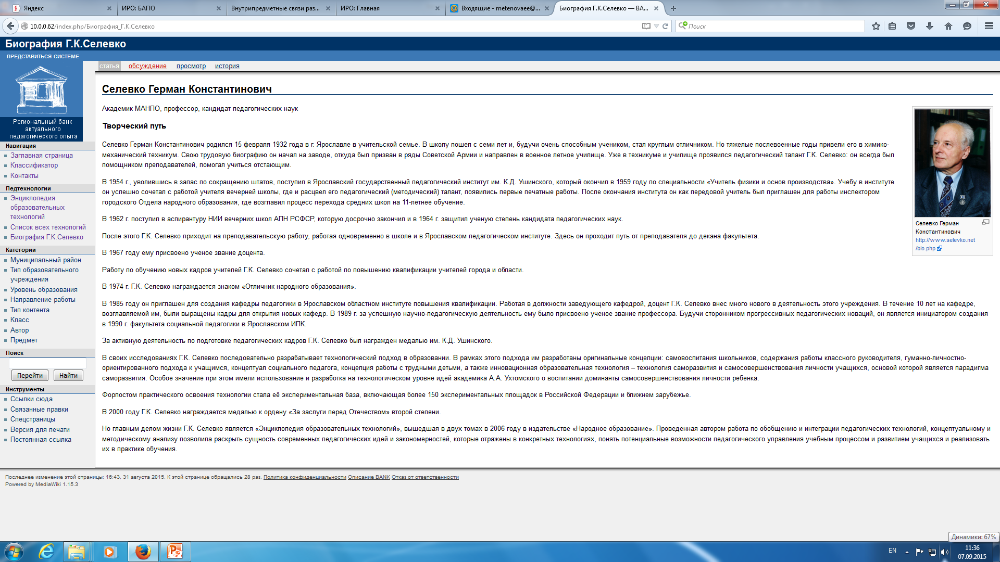 Яндекс
ИРО: БАПО
Внутрипредметные связи раз...
ИРО: Главная
Входящие - metenovaee@...
Биография Г.К.Селевко — BA...
10.0.0.62/index.php/Биография_Г.К.Селевко
Поиск
Биография Г.К.Селевко
ПРЕДСТАВИТЬСЯ СИСТЕМЕ
статья обсуждение просмотр история
Региональный банк
актуального
педагогического опыта
Навигация
Заглавная страница
Классификатор
Контакты
Педтехнологии
Энциклопедия
образовательных
технологий
Список всех технологий
Биография Г.К.Селевко
Категории
Муниципальный район
Тип образовательного
учреждения
Уровень образования
Направление работы
Тип контента
Класс
Автор
Предмет
Поиск
Перейти Найти
Инструменты
Ссылки сюда
Связанные правки
Спецстраницы
Версия для печати
Постоянная ссылка
Селевко Герман Константинович
Академик МАНПО, профессор, кандидат педагогических наук
Творческий путь
Селевко Герман Константинович родился 15 февраля 1932 года в г. Ярославле в учительской семье. В школу пошел с семи лет и, будучи очень способным учеником, стал круглым отличником. Но тяжелые послевоенные годы привели его в химико-
механический техникум. Свою трудовую биографию он начал на заводе, откуда был призван в ряды Советской Армии и направлен в военное летное училище. Уже в техникуме и училище проявился педагогический талант Г.К. Селевко: он всегда был
помощником преподавателей, помогал учиться отстающим.
В 1954 г., уволившись в запас по сокращению штатов, поступил в Ярославский государственный педагогический институт им. К.Д. Ушинского, который окончил в 1959 году по специальности «Учитель физики и основ производства». Учебу в институте
он успешно сочетал с работой учителя вечерней школы, где и расцвел его педагогический (методический) талант, появились первые печатные работы. После окончания института он как передовой учитель был приглашен для работы инспектором
городского Отдела народного образования, где возглавил процесс перехода средних школ на 11-летнее обучение.
В 1962 г. поступил в аспирантуру НИИ вечерних школ АПН РСФСР, которую досрочно закончил и в 1964 г. защитил ученую степень кандидата педагогических наук.
После этого Г.К. Селевко приходит на преподавательскую работу, работая одновременно в школе и в Ярославском педагогическом институте. Здесь он проходит путь от преподавателя до декана факультета.
В 1967 году ему присвоено ученое звание доцента.
Работу по обучению новых кадров учителей Г.К. Селевко сочетал с работой по повышению квалификации учителей города и области.
В 1974 г. Г.К. Селевко награждается знаком «Отличник народного образования».
В 1985 году он приглашен для создания кафедры педагогики в Ярославском областном институте повышения квалификации. Работая в должности заведующего кафедрой, доцент Г.К. Селевко внес много нового в деятельность этого учреждения. В течение 10 лет на кафедре,
возглавляемой им, были выращены кадры для открытия новых кафедр. В 1989 г. за успешную научно-педагогическую деятельность ему было присвоено ученое звание профессора. Будучи сторонником прогрессивных педагогических новаций, он является инициатором создания
в 1990 г. факультета социальной педагогики в Ярославском ИПК.
За активную деятельность по подготовке педагогических кадров Г.К. Селевко был награжден медалью им. К.Д. Ушинского.
В своих исследованиях Г.К. Селевко последовательно разрабатывает технологический подход в образовании. В рамках этого подхода им разработаны оригинальные концепции: самовоспитания школьников, содержания работы классного руководителя, гуманно-личностно-
ориентированного подхода к учащимся, концептуал социального педагога, концепция работы с трудными детьми, а также инновационная образовательная технология – технология саморазвития и самосовершенствования личности учащихся, основой которой является парадигма
саморазвития. Особое значение при этом имели использование и разработка на технологическом уровне идей академика А.А. Ухтомского о воспитании доминанты самосовершенствования личности ребенка.
Форпостом практического освоения технологии стала её экспериментальная база, включающая более 150 экспериментальных площадок в Российской Федерации и ближнем зарубежье.
В 2000 году Г.К. Селевко награждается медалью к ордену «За заслуги перед Отечеством» второй степени.
Но главным делом жизни Г.К. Селевко является «Энциклопедия образовательных технологий», вышедшая в двух томах в 2006 году в издательстве «Народное образование». Проведенная автором работа по обобщению и интеграции педагогических технологий, концептуальному и
методическому анализу позволила раскрыть сущность современных педагогических идей и закономерностей, которые отражены в конкретных технологиях, понять потенциальные возможности педагогического управления учебным процессом и развитием учащихся и реализовать
их в практике обучения.
Селевко Герман
Константинович
http://www.selevko.net
/bio.php
Последнее изменение этой страницы: 16:43, 31 августа 2015. К этой странице обращались 28 раз. Политика конфиденциальности Описание BANK Отказ от ответственности
Powered by MediaWiki 1.15.3
Динамики: 67%
EN
11:36
07.09.2015